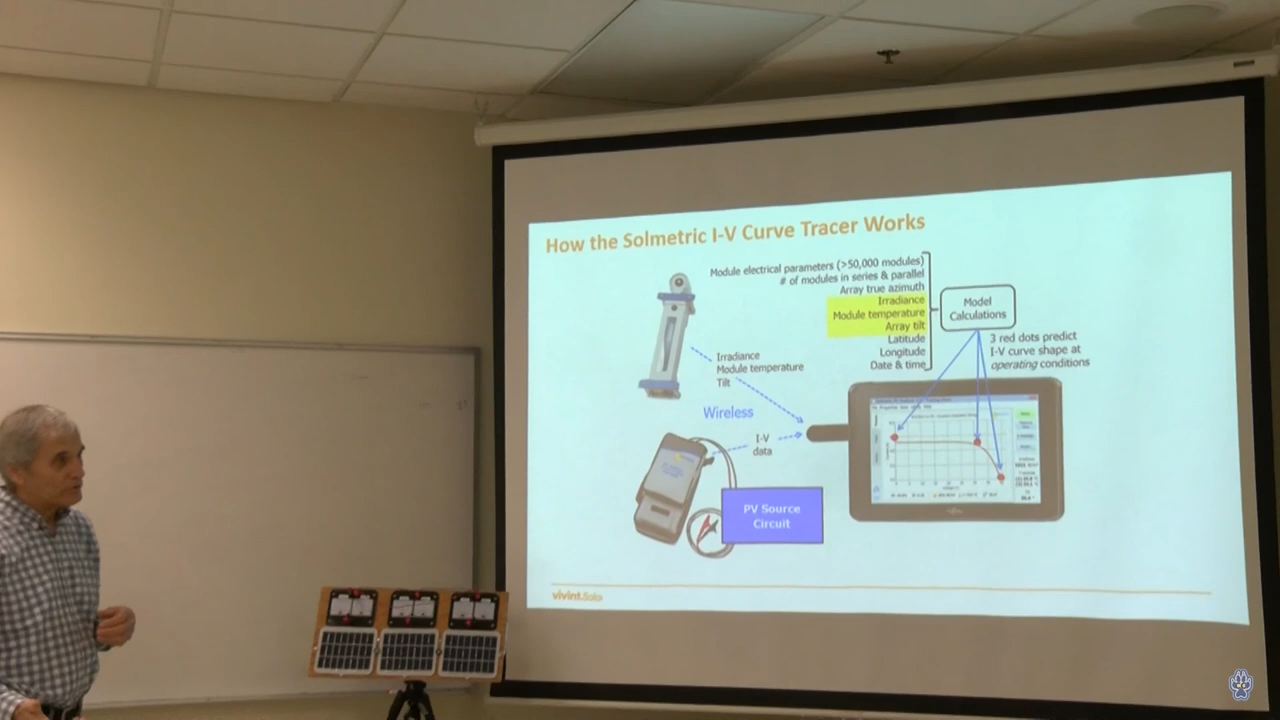 How the Solmetric I-V Curve Tracer Works
Module electrical parameters (>50,000 modules)
# of modules in series & parallel
Array true azimuth
Irradiance
Module temperature
Array tilt
Latitude
Longitude
Date & time
Model
Calculations
3 red dots predict
I-V curve shape at
operating conditions
Irradiance
Module temperature
Tilt
Wireless
I-V
data
PV Source
Circuit
vivint.Solar